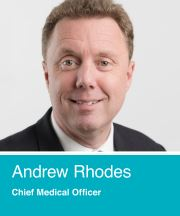 Andrew Rhodes
Chief Medical Officer